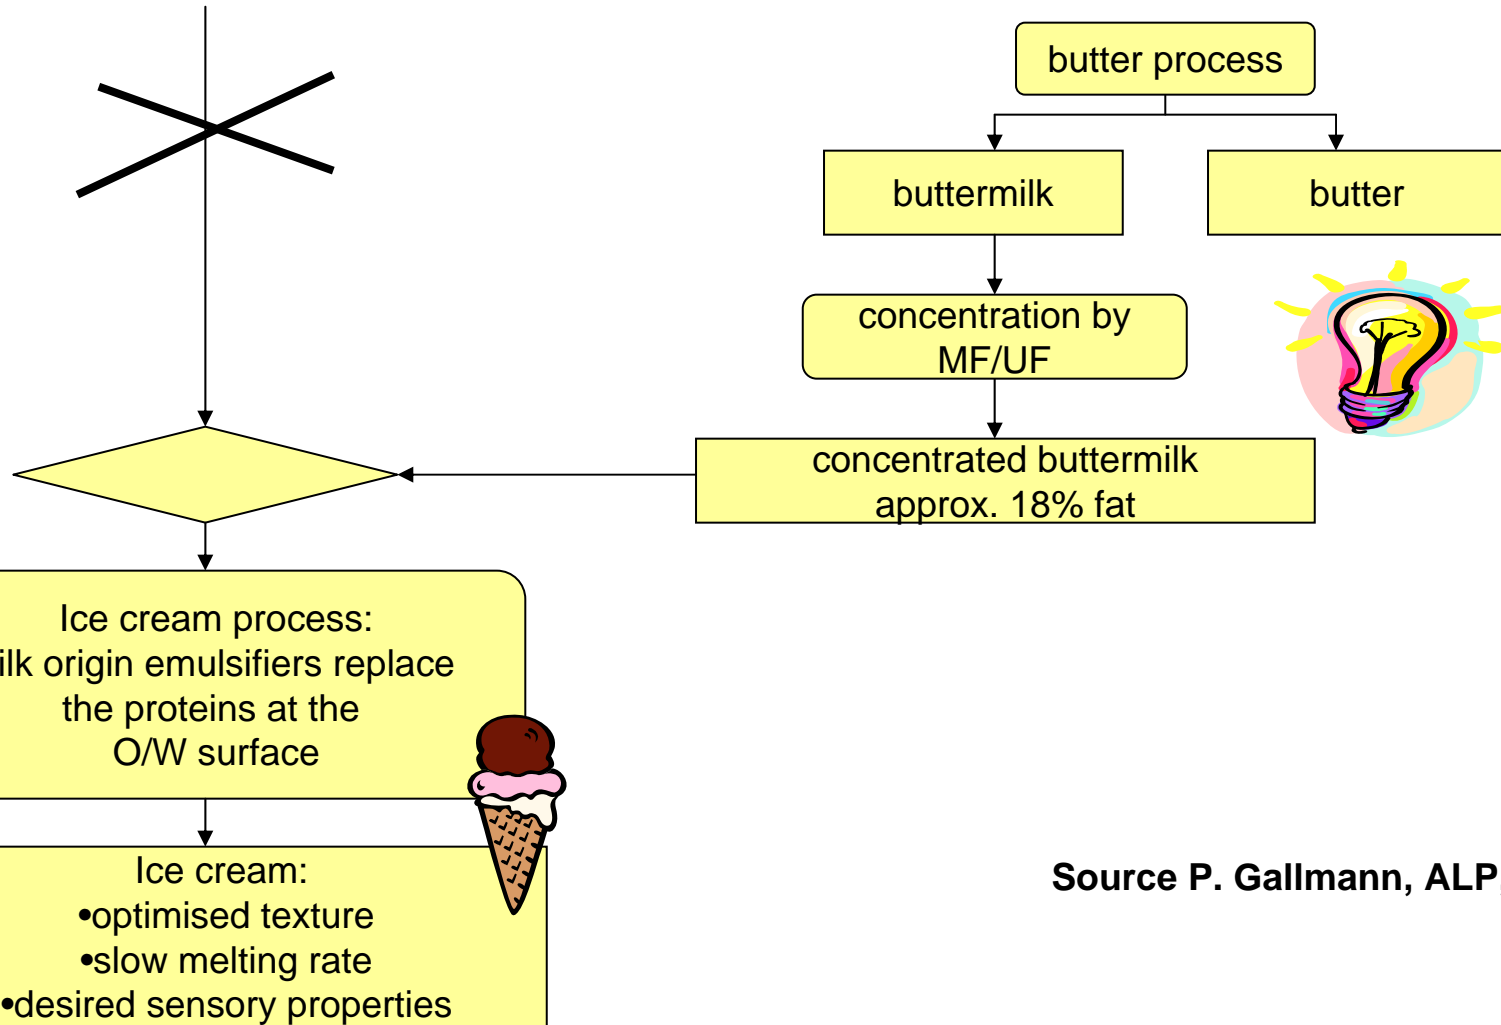 butter process
buttermilk
butter
concentration by
MF/UF
concentrated buttermilk
approx. 18% fat
Ice cream process:
ilk origin emulsifiers replace
the proteins at the
O/W surface
Ice cream:
•optimised texture
•slow melting rate
•desired sensory properties
Source P. Gallmann, ALP,